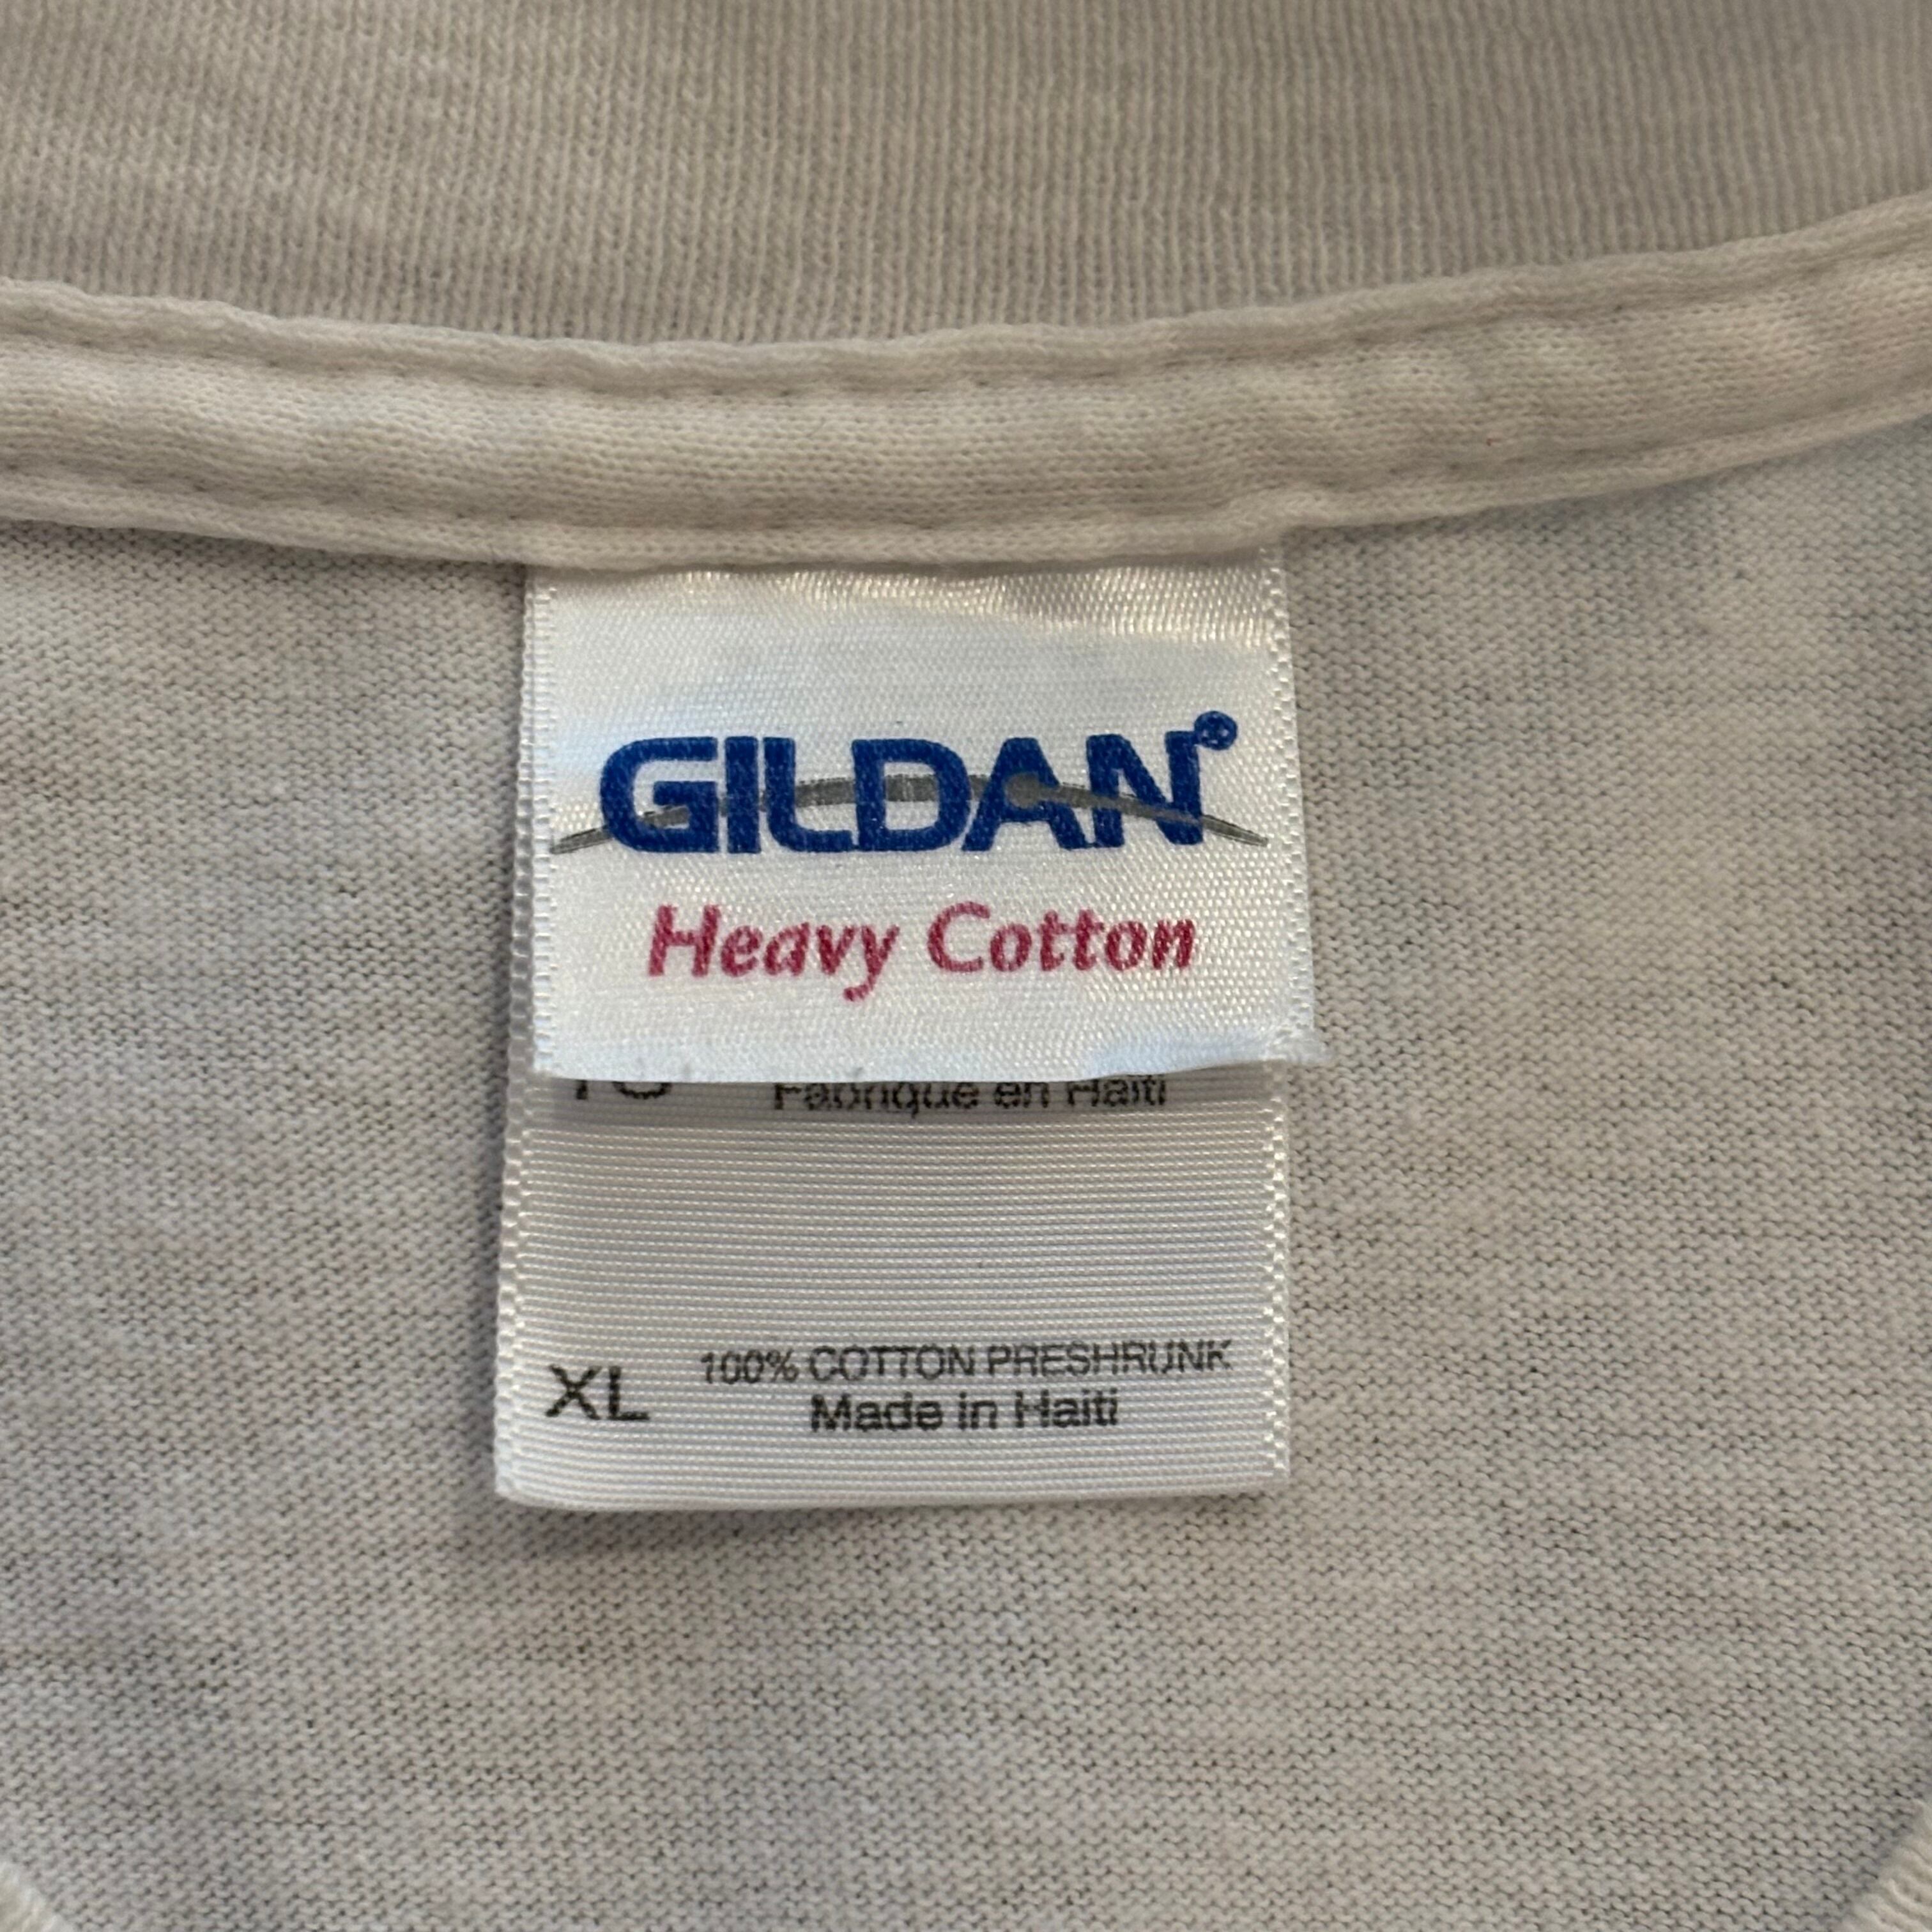 GILDAN®
Heavy Cotton
Fabriqué en Haïti
100% COTTON PRESHRUNK
XL
Made in Haiti